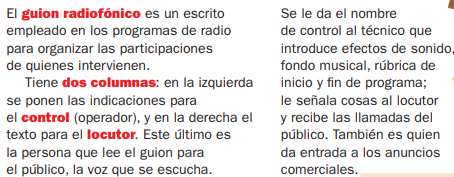 El guion radiofónico es un escrito
empleado en los programas de radio
para organizar las participaciones
de quienes intervienen.
Tiene dos columnas: en la izquierda
se ponen las indicaciones para
el control (operador), y en la derecha el
texto para el locutor. Este último es
la persona que lee el guion para
el público, la voz que se escucha.
Se le da el nombre
de control al técnico que
introduce efectos de sonido,
fondo musical, rúbrica de
inicio y fin de programa;
le señala cosas al locutor
y recibe las llamadas del
público. También es quien
da entrada a los anuncios
comerciales.